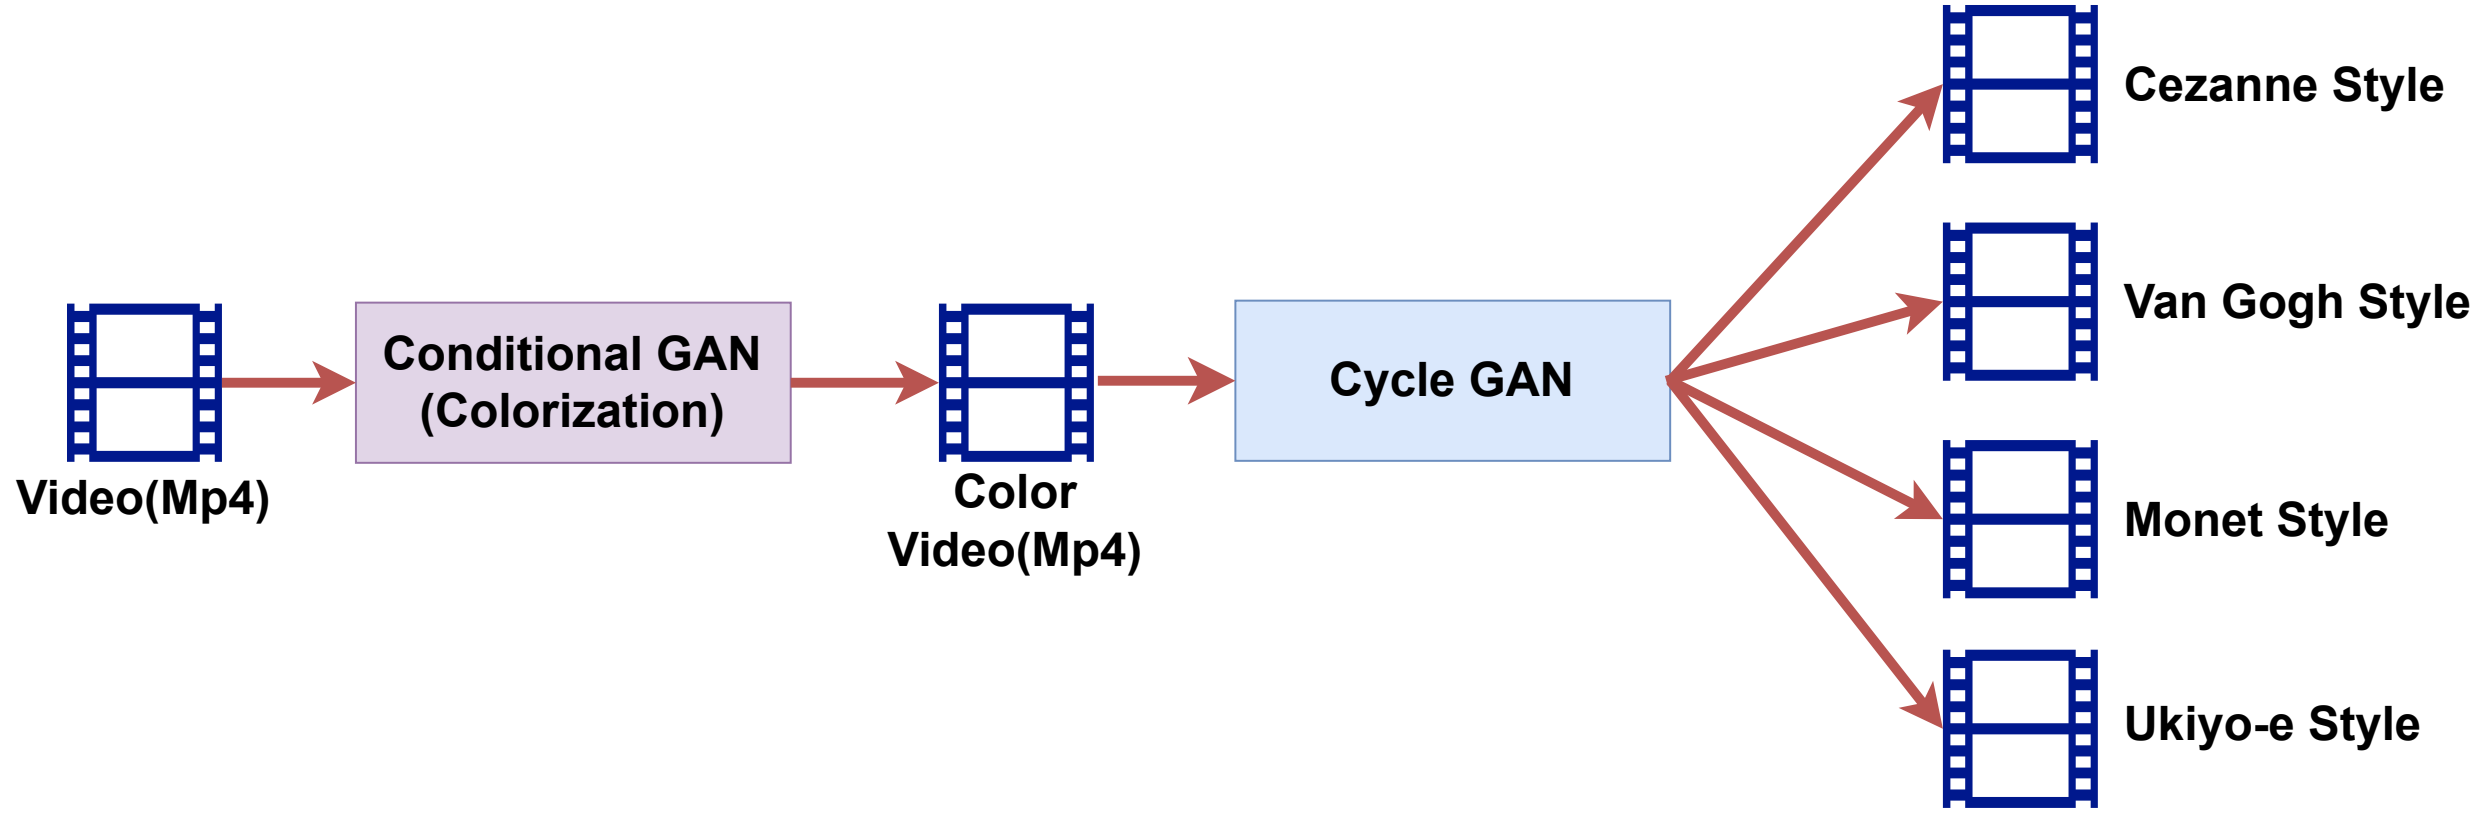 Video(Mp4)
Conditional GAN
(Colorization)
Color
Video(Mp4)
Cycle GAN
Cezanne Style
Van Gogh Style
Monet Style
Ukiyo-e Style